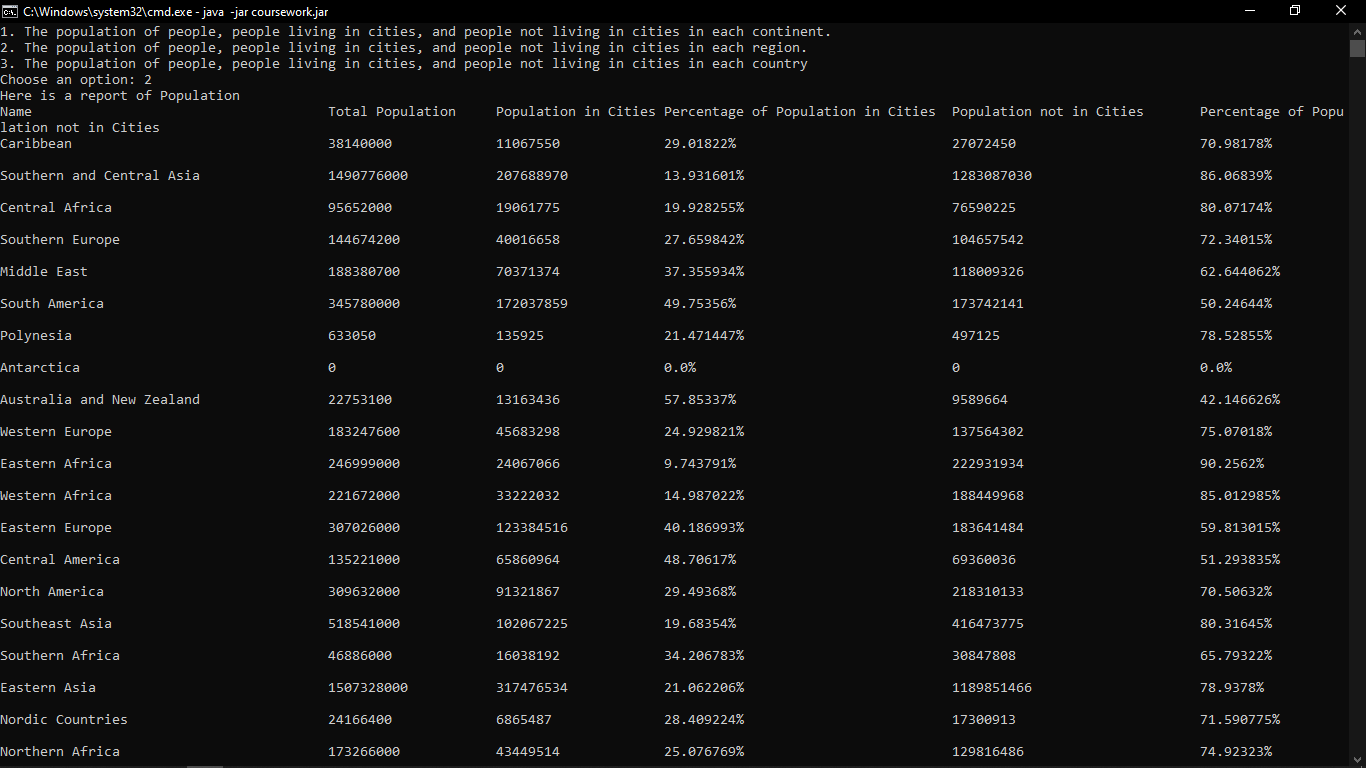 C:\Windows\system32\cmd.exe - java -jar coursework.jar
1. The population of people, people living in cities, and people not living in cities in each continent.
2. The population of people, people living in cities, and people not living in cities in each region.
3. The population of people, people living in cities, and people not living in cities in each country
Choose an option: 2
Here is a report of Population
Name Total Population Population in Cities Percentage of Population in Cities Population not in Cities Percentage of Popu
lation not in Cities
Caribbean 38140000 11067550 29.01822% 27072450 70.98178%
Southern and Central Asia 1490776000 207688970 13.931601% 1283087030 86.06839%
Central Africa 95652000 19061775 19.928255% 76590225 80.07174%
Southern Europe 144674200 40016658 27.659842% 104657542 72.34015%
Middle East 188380700 70371374 37.355934% 118009326 62.644062%
South America 345780000 172037859 49.75356% 173742141 50.24644%
Polynesia 633050 135925 21.471447% 497125 78.52855%
Antarctica 0 0 0.0% 0 0.0%
Australia and New Zealand 22753100 13163436 57.85337% 9589664 42.146626%
Western Europe 183247600 45683298 24.929821% 137564302 75.07018%
Eastern Africa 246999000 24067066 9.743791% 222931934 90.2562%
Western Africa 221672000 33222032 14.987022% 188449968 85.012985%
Eastern Europe 307026000 123384516 40.186993% 183641484 59.813015%
Central America 135221000 65860964 48.70617% 69360036 51.293835%
North America 309632000 91321867 29.49368% 218310133 70.50632%
Southeast Asia 518541000 102067225 19.68354% 416473775 80.31645%
Southern Africa 46886000 16038192 34.206783% 30847808 65.79322%
Eastern Asia 1507328000 317476534 21.062206% 1189851466 78.9378%
Nordic Countries 24166400 6865487 28.409224% 17300913 71.590775%
Northern Africa 173266000 43449514 25.076769% 129816486 74.92323%